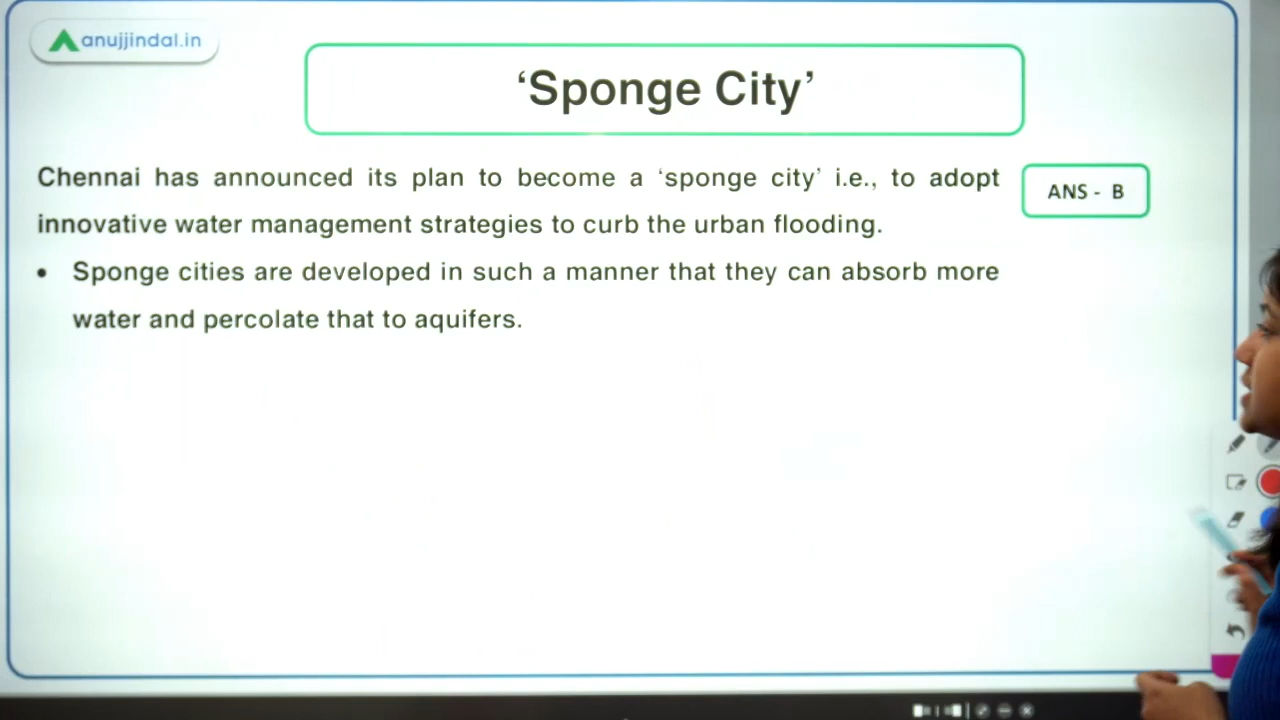 anujjindal.in
‘Sponge City’
Chennai has announced its plan to become a ‘sponge city’ i.e., to adopt
innovative water management strategies to curb the urban flooding.
ANS - B
• Sponge cities are developed in such a manner that they can absorb more
water and percolate that to aquifers.